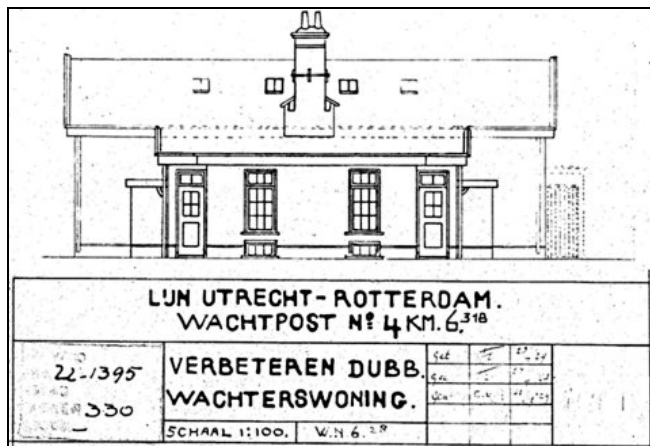 LIJN UTRECHT-ROTTERDAM.
WACHTPOST Nº 4 KM. 6,318
22-1395
330
VERBETEREN DUBB.
WACHTERSWONING.
SCHAAL 1:100. W.N. 6.28